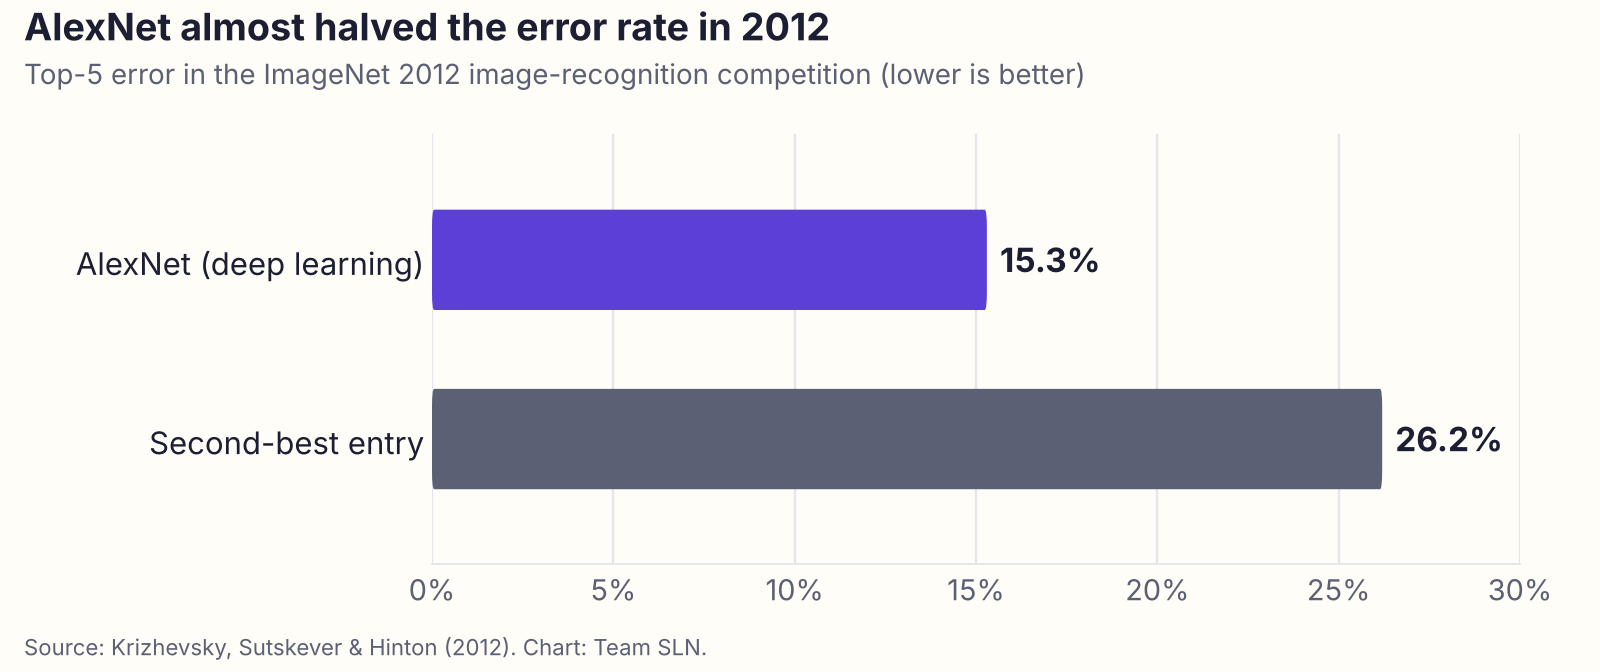 AlexNet almost halved the error rate in 2012
Top-5 error in the ImageNet 2012 image-recognition competition (lower is better)
AlexNet (deep learning)
15.3%
Second-best entry
26.2%
0% 5% 10% 15% 20% 25% 30%
Source: Krizhevsky, Sutskever & Hinton (2012). Chart: Team SLN.